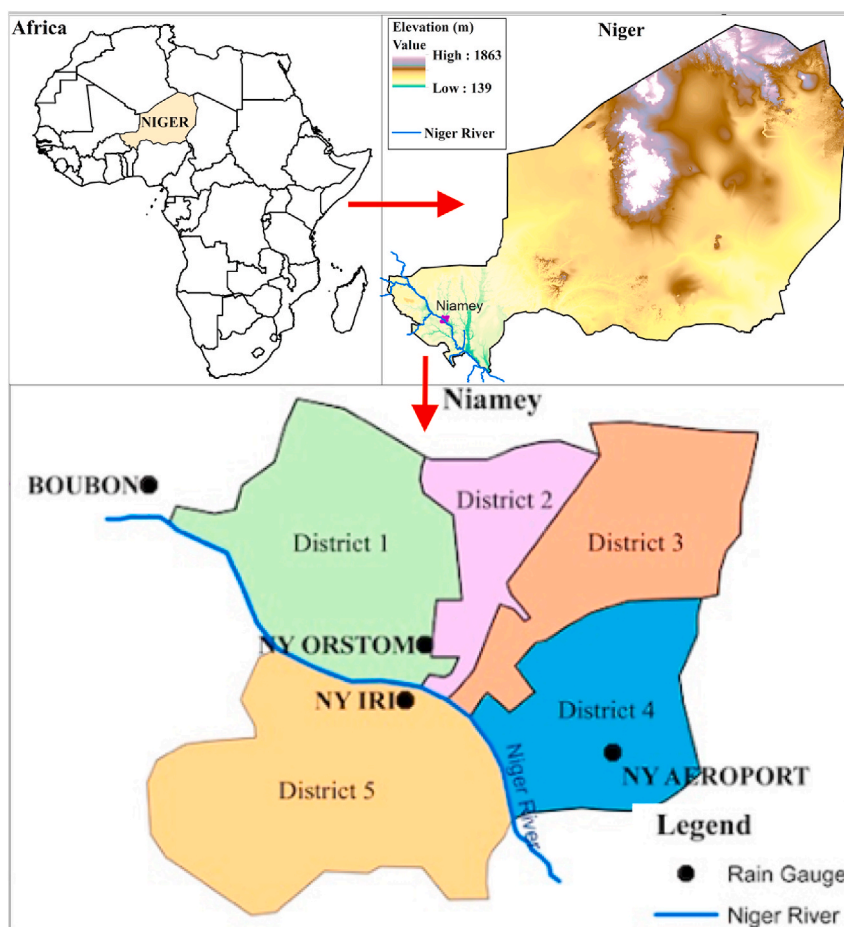 Africa
NIGER
Elevation (m)
Value
High : 1863
Low : 139
Niger River
Niger
Niamey
Niamey
BOUBON
District 1
District 2
District 3
NY ORSTOM
NY IRI
District 4
NY AEROPORT
District 5
Niger River
Legend
Rain Gauge
Niger River